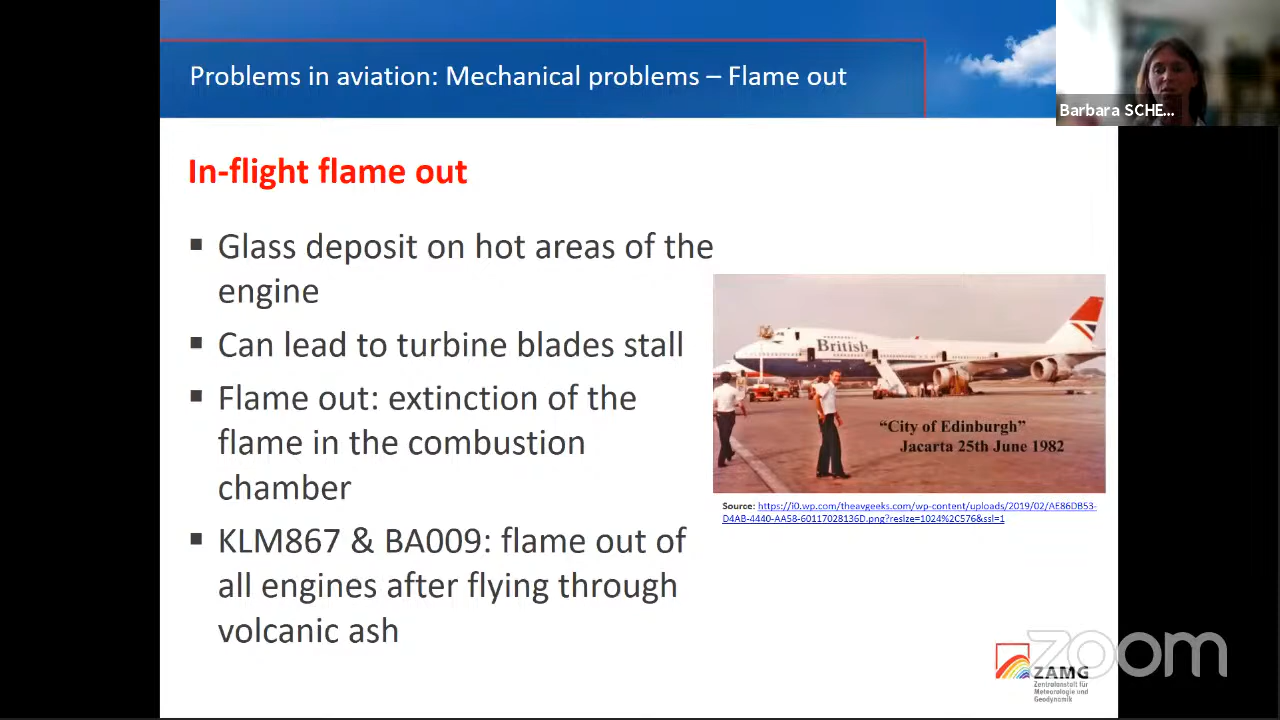 Problems in aviation: Mechanical problems – Flame out
Barbara SCHE...
In-flight flame out
▪ Glass deposit on hot areas of the
engine
▪ Can lead to turbine blades stall
▪ Flame out: extinction of the
flame in the combustion
chamber
▪ KLM867 & BA009: flame out of
all engines after flying through
volcanic ash
British
“City of Edinburgh”
Jacarta 25th June 1982
Source: https://i0.wp.com/theavgeeks.com/wp-content/uploads/2019/02/AE86DB53-
D4AB-4440-AA58-60117028136D.png?resize=1024%2C576&ssl=1
zoom
ZAMG
Zentralanstalt für
Meteorologie und
Geodynamik